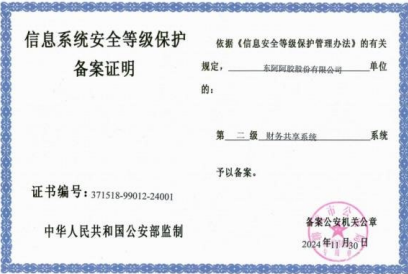 信息系统安全等级保护
备案证明
证书编号：371518-99012-24001
中华人民共和国公安部监制
依据《信息安全等级保护管理办法》的有关
规定， 东阿阿胶股份有限公司 单位
的：
第 二 级 财务共享系统 系统
予以备案。
备案公安机关公章
2024年11月30日